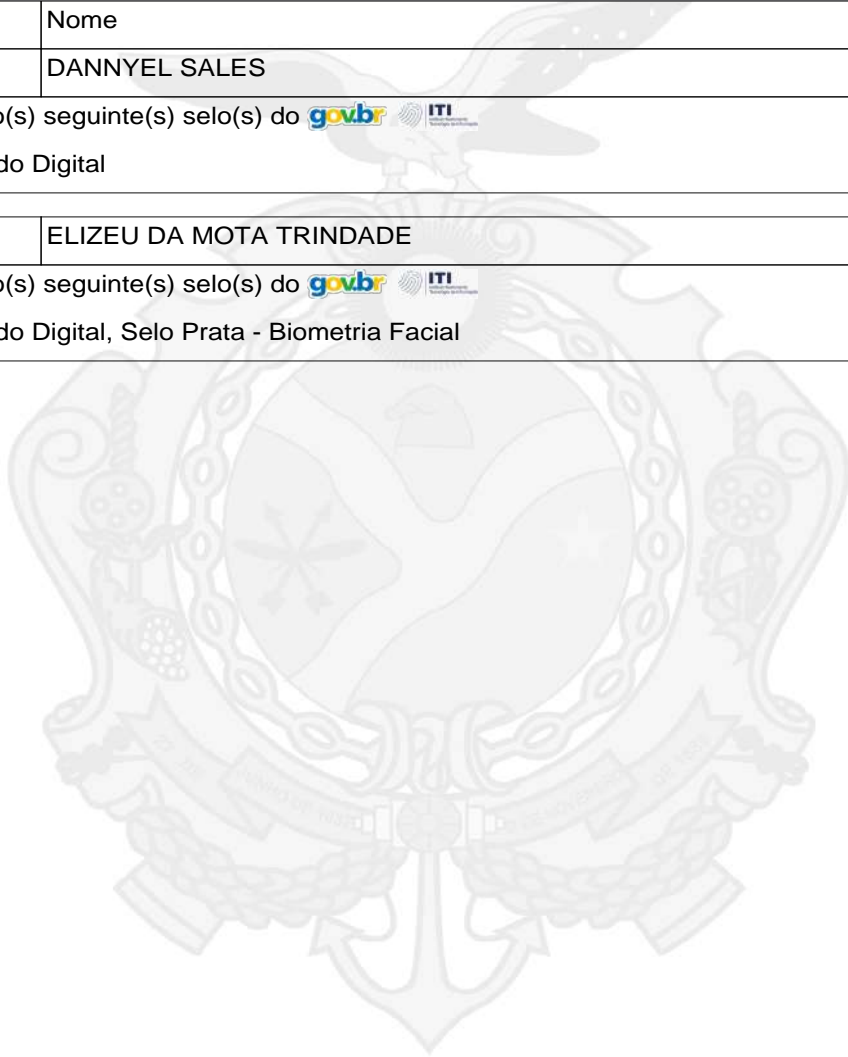 Nome
DANNYEL SALES
o(s) seguinte(s) selo(s) do gov.br ITI
do Digital
ELIZEU DA MOTA TRINDADE
o(s) seguinte(s) selo(s) do gov.br ITI
do Digital, Selo Prata - Biometria Facial